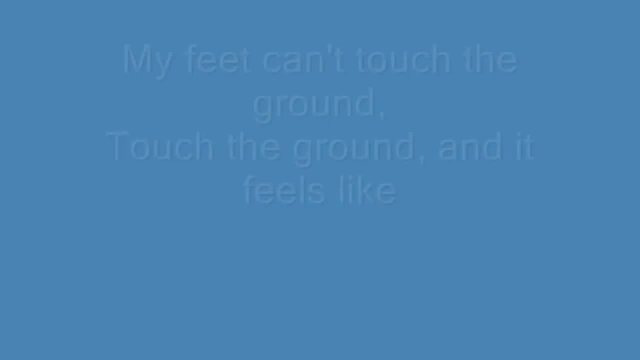 My feet can't touch the
ground,
Touch the ground, and it
feels like